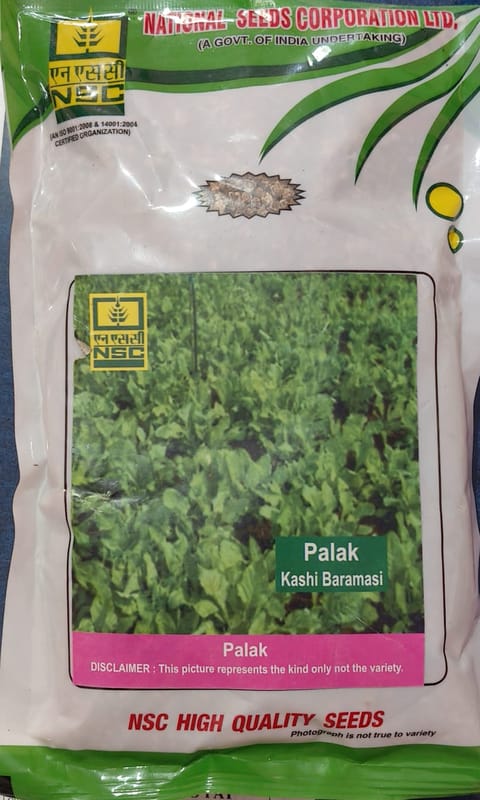 NATIONAL SEEDS CORPORATION LTD.
(A GOVT. OF INDIA UNDERTAKING)
एन एस सी
NSC
(AN ISO 9001:2008 & 14001:2004
CERTIFIED ORGANIZATION)
एन एस सी
NSC
Palak
Kashi Baramasi
Palak
DISCLAIMER : This picture represents the kind only not the variety.
NSC HIGH QUALITY SEEDS
Photograph is not true to variety